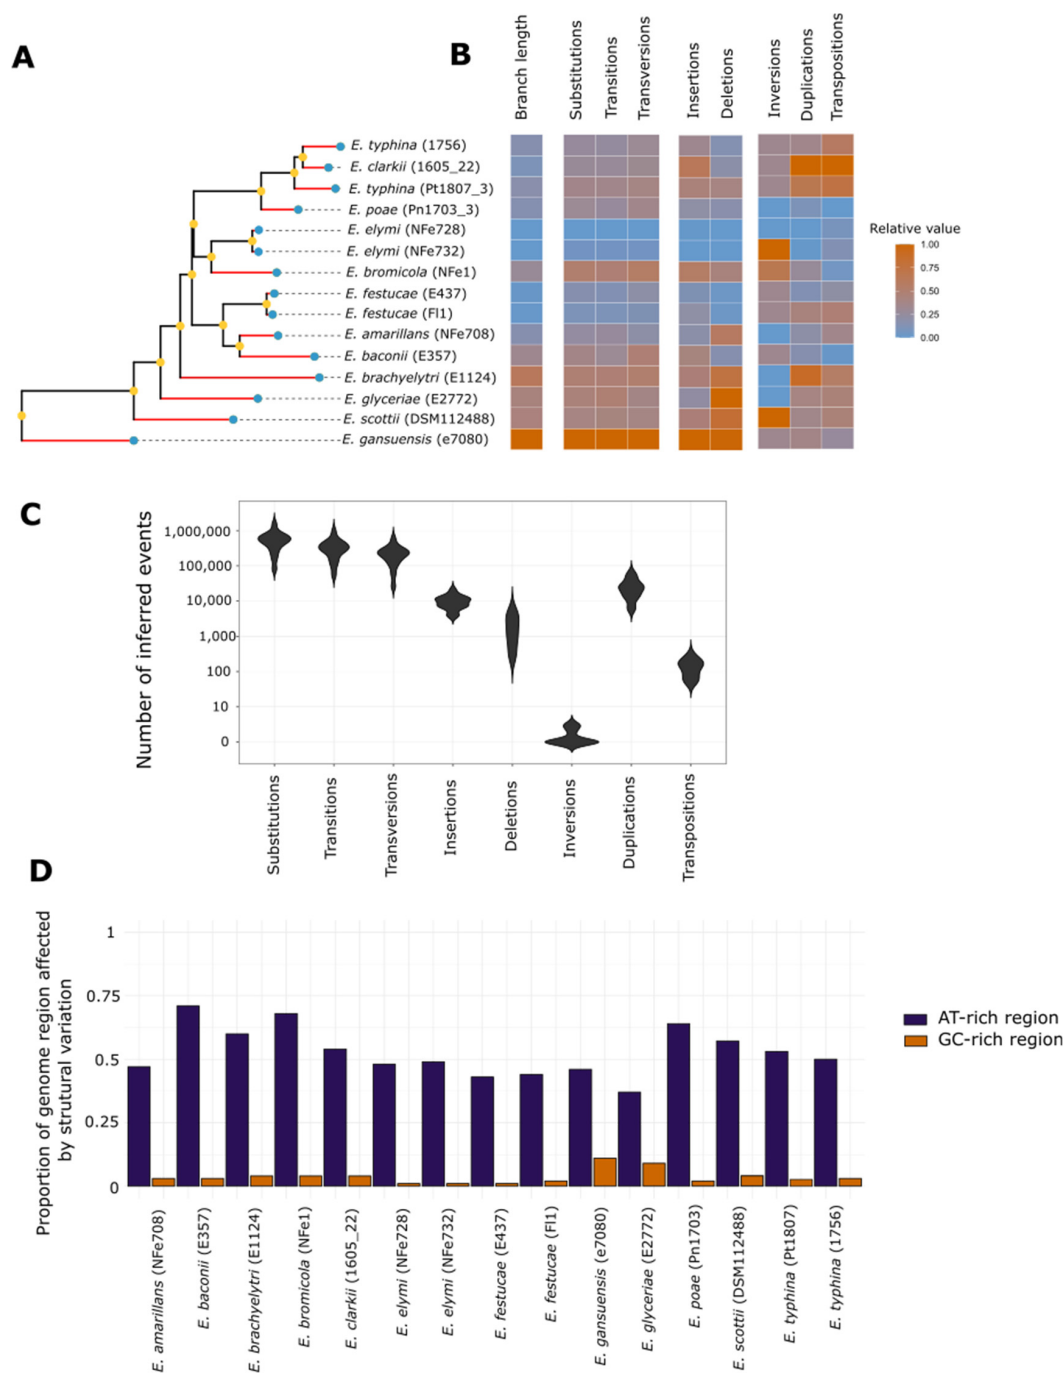 A
B
Branch length
Substitutions
Transitions
Transversions
Insertions
Deletions
Inversions
Duplications
Transpositions
E. typhina (1756)
E. clarkii (1605_22)
E. typhina (Pt1807_3)
E. poae (Pn1703_3)
E. elymi (NFe728)
E. elymi (NFe732)
E. bromicola (NFe1)
E. festucae (E437)
E. festucae (Fl1)
E. amarillans (NFe708)
E. baconii (E357)
E. brachyelytri (E1124)
E. glyceriae (E2772)
E. scottii (DSM112488)
E. gansuensis (e7080)
Relative value
1.00
0.75
0.50
0.25
0.00
C
Number of inferred events
1,000,000
100,000
10,000
1,000
100
10
0
Substitutions
Transitions
Transversions
Insertions
Deletions
Inversions
Duplications
Transpositions
D
Proportion of genome region affected
by strutural variation
1
0.75
0.5
0.25
0
AT-rich region
GC-rich region
E. amarillans (NFe708)
E. baconii (E357)
E. brachyelytri (E1124)
E. bromicola (NFe1)
E. clarkii (1605_22)
E. elymi (NFe728)
E. elymi (NFe732)
E. festucae (E437)
E. festucae (Fl1)
E. gansuensis (e7080)
E. glyceriae (E2772)
E. poae (Pn1703)
E. scottii (DSM112488)
E. typhina (Pt1807)
E. typhina (1756)